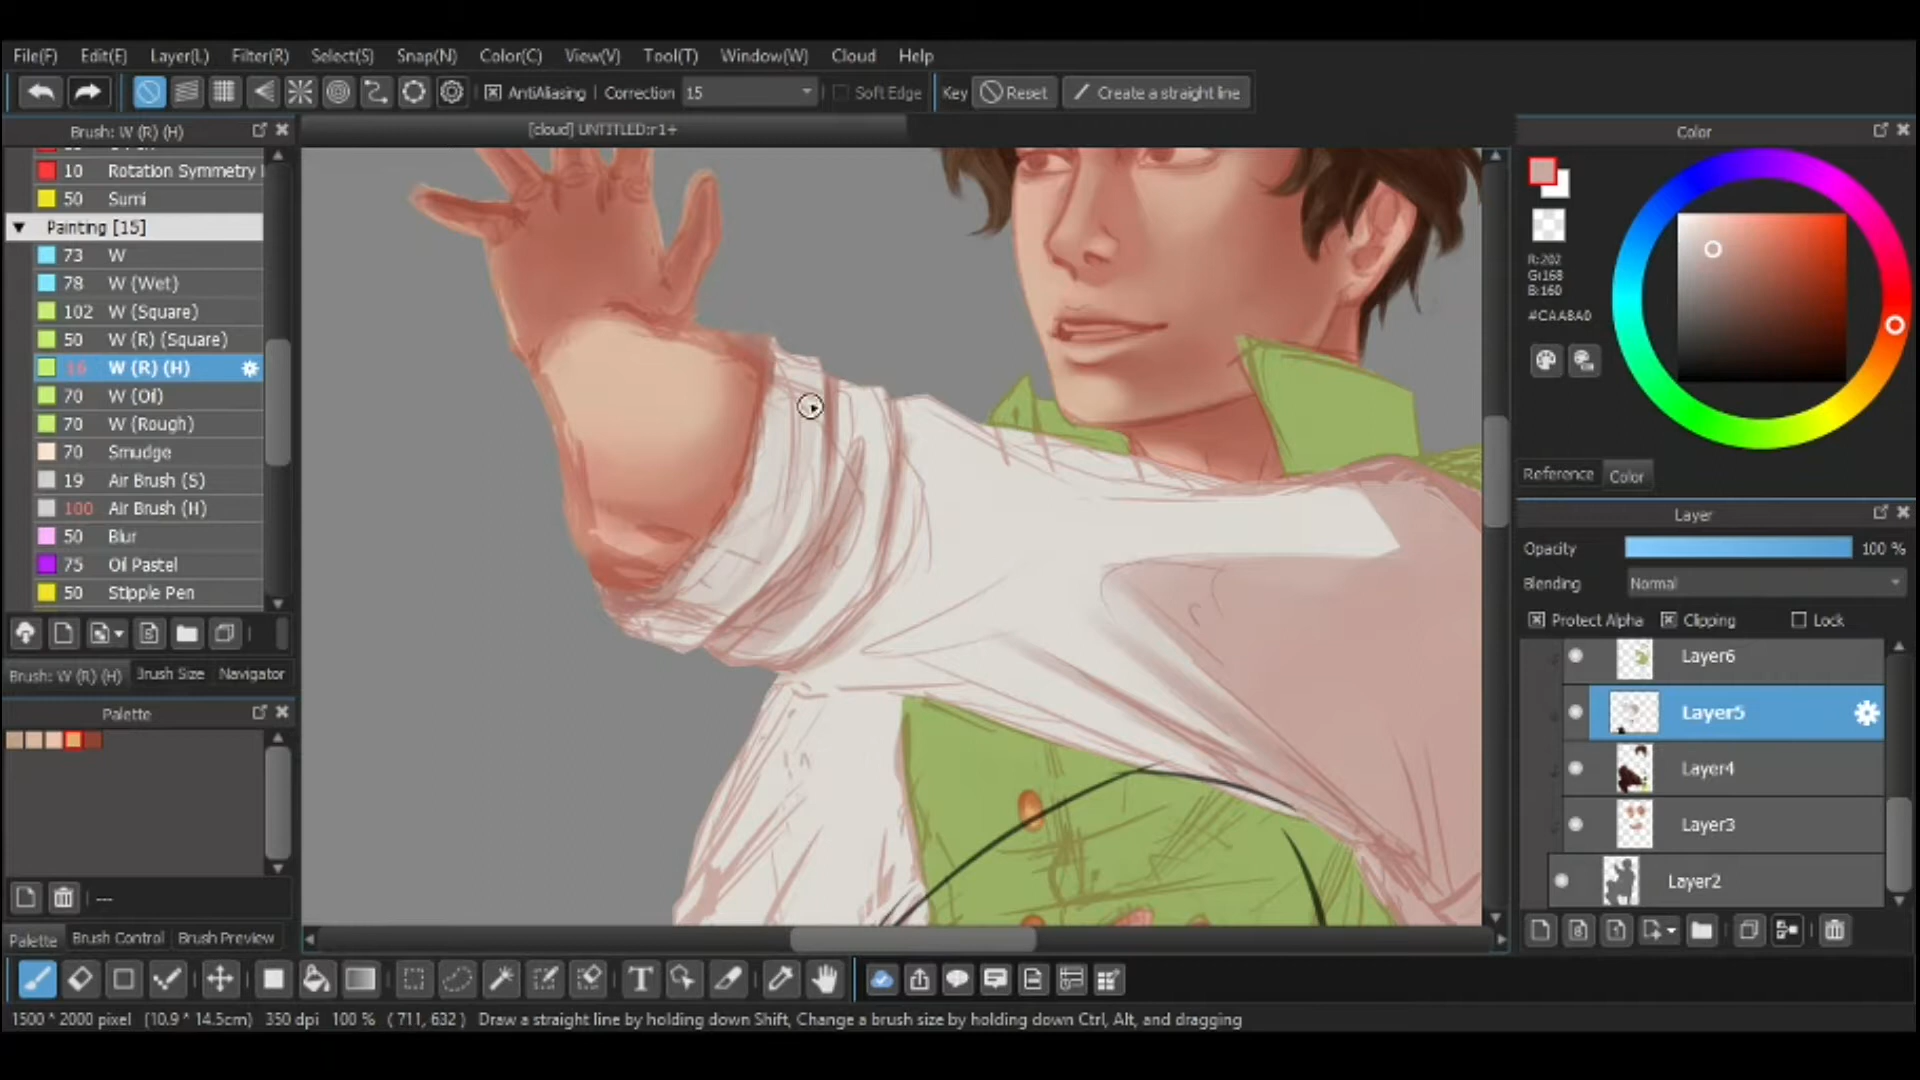 File(F) Edit(E) Layer(L) Filter(R) Select(S) Snap(N) Color(C) View(V) Tool(T) Window(W) Cloud Help
AntiAliasing Correction 15 Soft Edge Key Reset Create a straight line
Brush: W (R) (H)
[cloud] UNTITLED:r1+
10 Rotation Symmetry
50 Sumi
Painting [15]
73 W
78 W (Wet)
102 W (Square)
50 W (R) (Square)
16 W (R) (H)
70 W (Oil)
70 W (Rough)
70 Smudge
19 Air Brush (S)
100 Air Brush (H)
50 Blur
75 Oil Pastel
50 Stipple Pen
Brush: W (R) (H) Brush Size Navigator
Palette
---
Palette Brush Control Brush Preview
Color
R:202
G:168
B:160
#CAA8A0
Reference Color
Layer
Opacity 100 %
Blending Normal
Protect Alpha Clipping Lock
Layer6
Layer5
Layer4
Layer3
Layer2
T
1500 * 2000 pixel (10.9 * 14.5cm) 350 dpi 100 % ( 711, 632 ) Draw a straight line by holding down Shift, Change a brush size by holding down Ctrl, Alt, and dragging